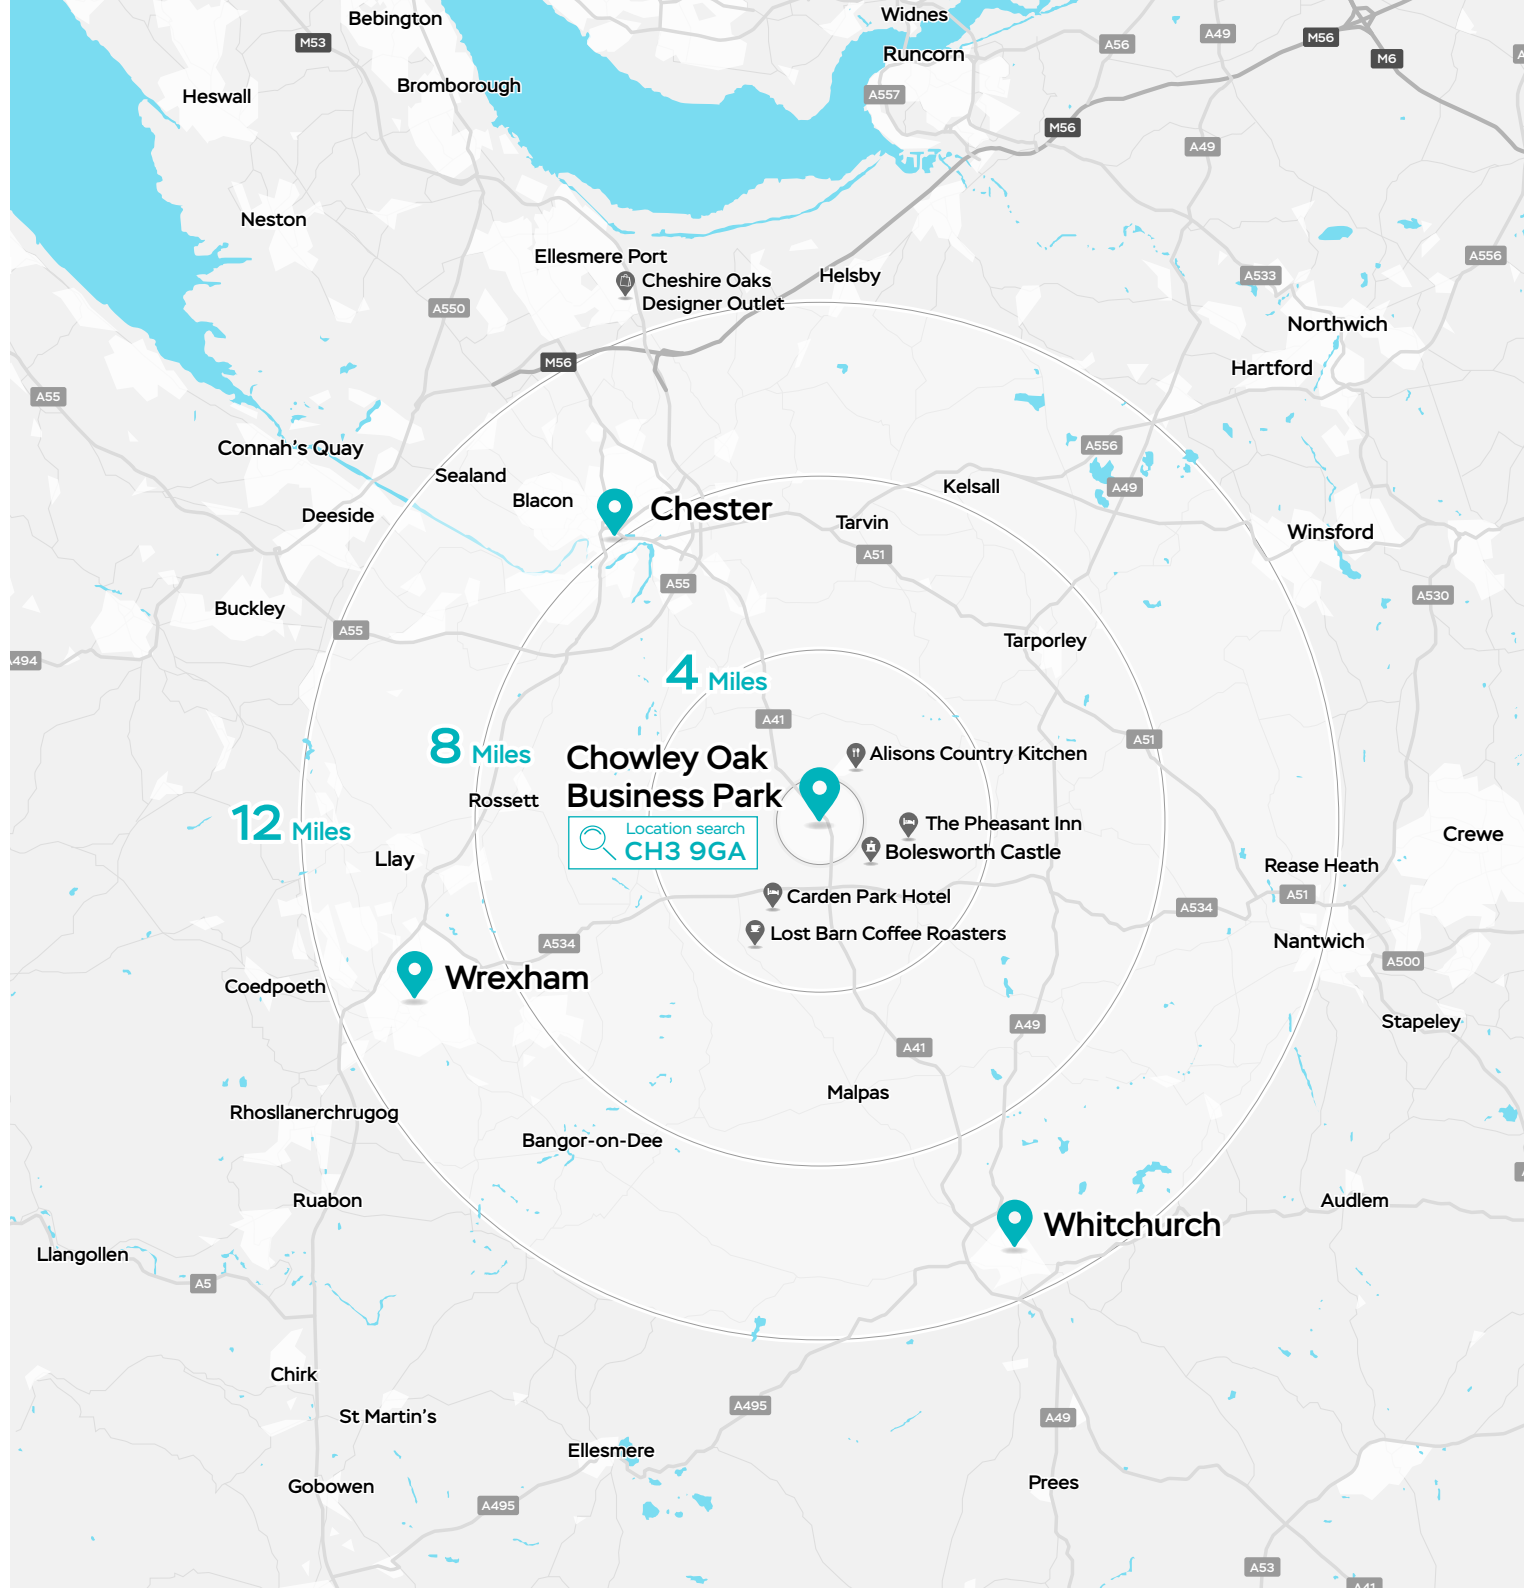 Bebington
Widnes
M53
A56
A49
M56
Runcorn
M6
Bromborough
Heswall
A557
M56
A49
Neston
Ellesmere Port
A556
Cheshire Oaks
Designer Outlet
Helsby
A533
A550
Northwich
M56
Hartford
A55
Connah's Quay
A556
Sealand
Kelsall
A49
Blacon
Chester
Deeside
Tarvin
Winsford
A51
A55
A530
Buckley
A55
Tarporley
A494
4 Miles
A41
A51
8 Miles
Chowley Oak
Business Park
Alisons Country Kitchen
Rossett
12 Miles
Location search
CH3 9GA
The Pheasant Inn
Bolesworth Castle
Crewe
Llay
Rease Heath
Carden Park Hotel
A51
A534
Lost Barn Coffee Roasters
A534
Nantwich
A500
Wrexham
Coedpoeth
Stapeley
A49
A41
Malpas
Rhosllanerchrugog
Bangor-on-Dee
Ruabon
Audlem
Whitchurch
Llangollen
A5
Chirk
A495
St Martin's
A49
Ellesmere
Gobowen
Prees
A495
A53
A41